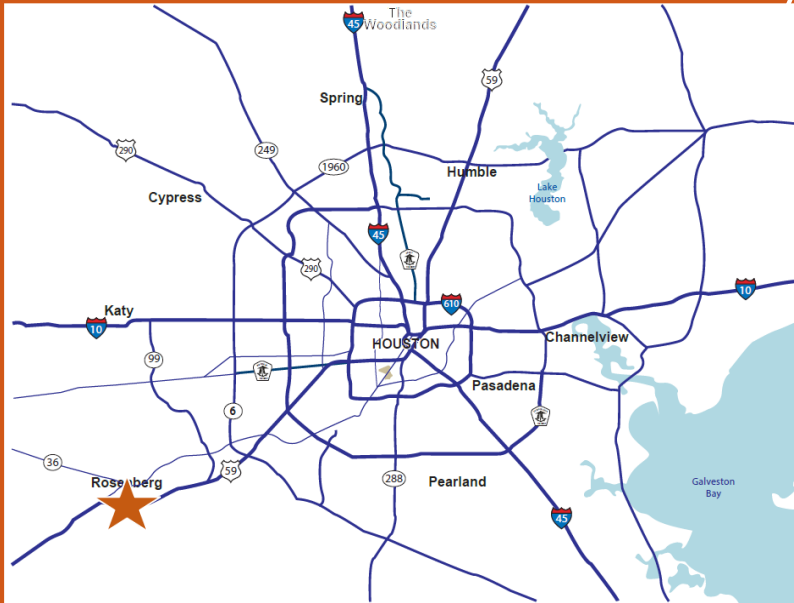 The
Woodlands
45
59
Spring
290
249
1960
Humble
Cypress
Lake
Houston
45
290
610
10
Katy
10
HOUSTON
Channelview
99
Pasadena
6
36
Rosenberg
59
288
Pearland
Galveston
Bay
45